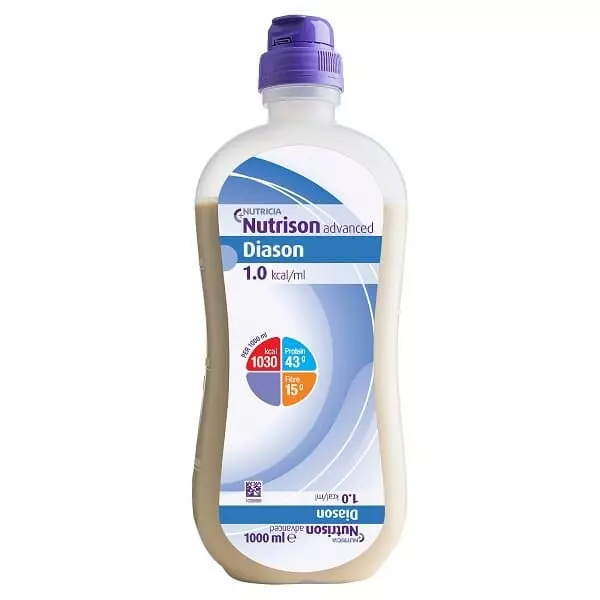 NUTRICIA
Nutrison advanced
Diason
1.0 kcal/ml
PER 1000 ml
kcal
1030
Protein
43 g
Fibre
15 g
1.0 kcal/ml
Diason
Nutrison advanced
NUTRICIA
1000 ml e